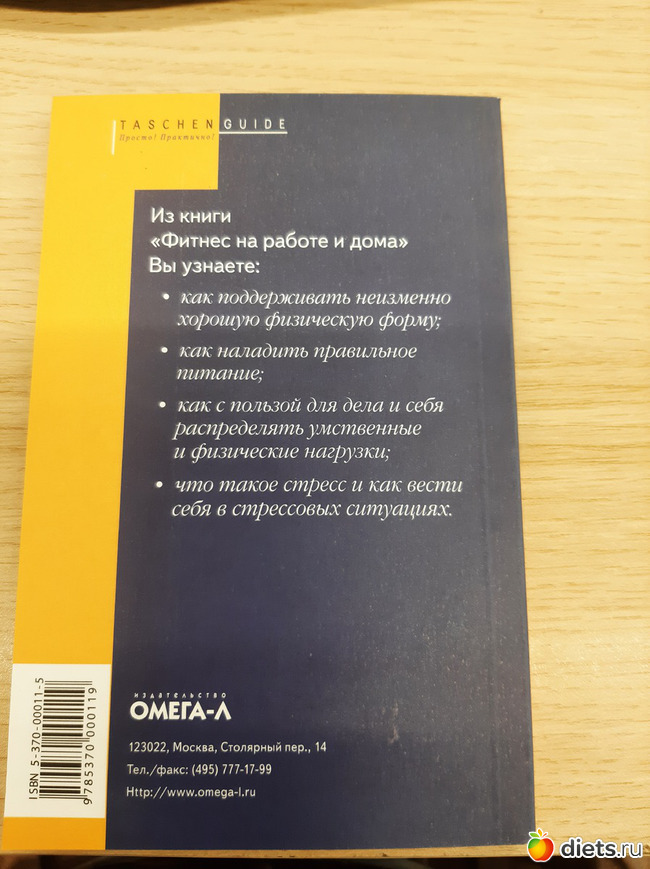 TASCHEN GUIDE
Просто! Практично!
Из книги
«Фитнес на работе и дома»
Вы узнаете:
• как поддерживать неизменно
хорошую физическую форму;
• как наладить правильное
питание;
• как с пользой для дела и себя
распределять умственные
и физические нагрузки;
• что такое стресс и как вести
себя в стрессовых ситуациях.
ISBN 5-370-00011-5
9785370000119
ИЗДАТЕЛЬСТВО
ОМЕГА-Л
123022, Москва, Столярный пер., 14
Тел./факс: (495) 777-17-99
Http://www.omega-l.ru
diets.ru